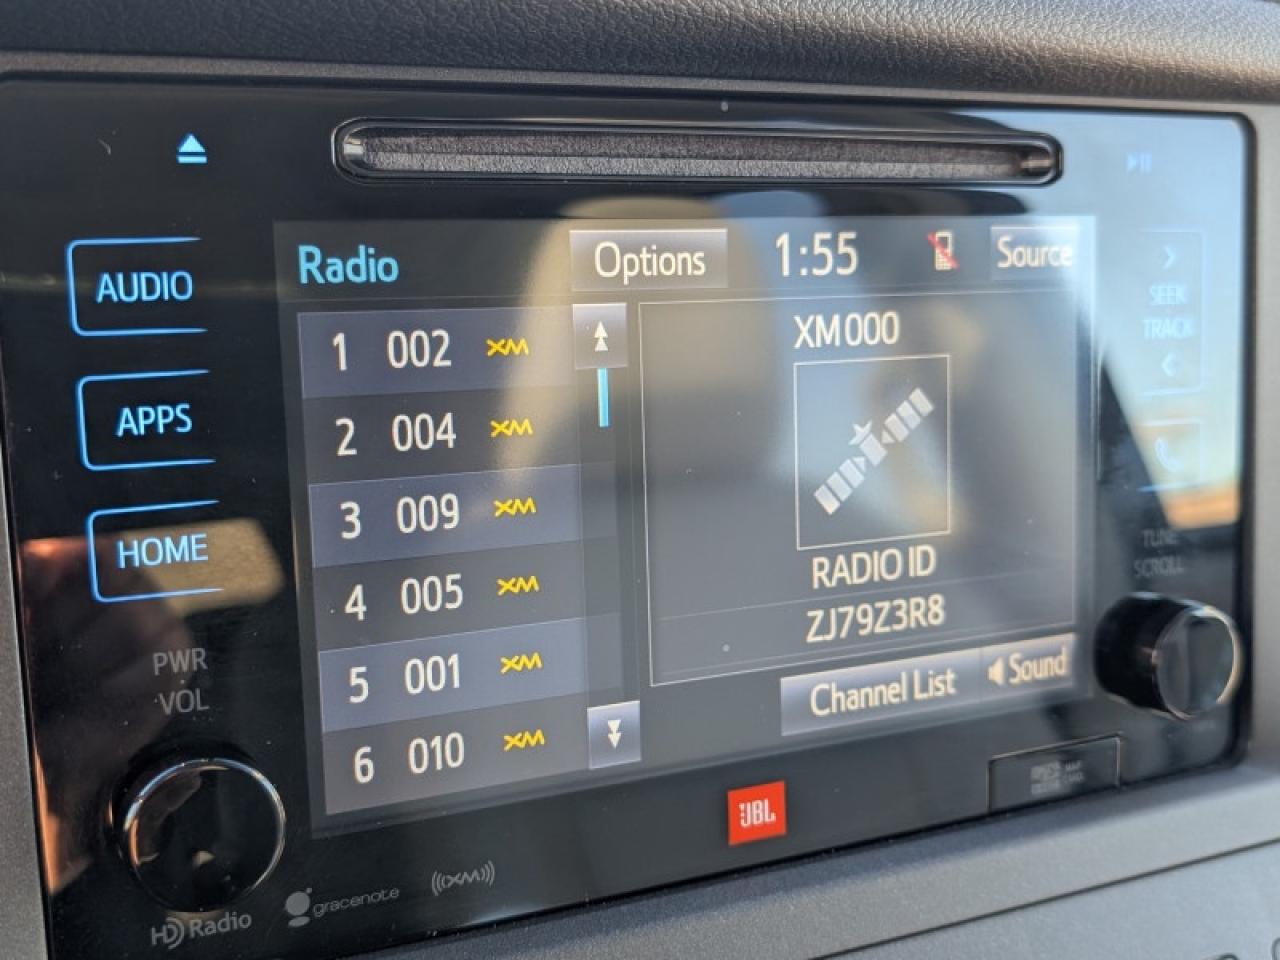 AUDIO
APPS
HOME
PWR
VOL
HD Radio
gracenote
((XM))
Radio
Options
1:55
Source
1 002 XM
2 004 XM
3 009 XM
4 005 XM
5 001 XM
6 010 XM
XM000
RADIO ID
ZJ79Z3R8
Channel List
Sound
JBL
SEEK
TRACK
TUNE
SCROLL
MAP